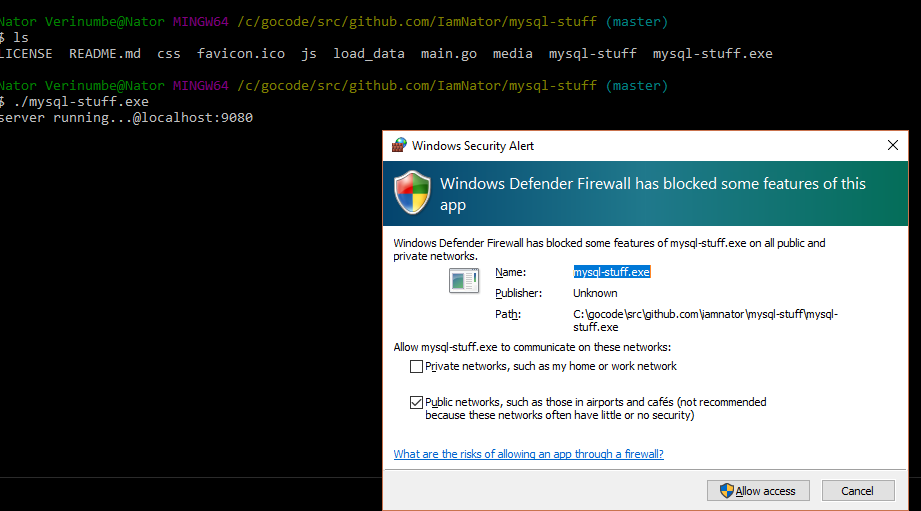 Nator Verinumbe@Nator MINGW64 /c/gocode/src/github.com/IamNator/mysql-stuff (master)
$ ls
LICENSE README.md css favicon.ico js load_data main.go media mysql-stuff mysql-stuff.exe
Nator Verinumbe@Nator MINGW64 /c/gocode/src/github.com/IamNator/mysql-stuff (master)
$ ./mysql-stuff.exe
server running...@localhost:9080
Windows Security Alert
Windows Defender Firewall has blocked some features of this
app
Windows Defender Firewall has blocked some features of mysql-stuff.exe on all public and
private networks.
Name: mysql-stuff.exe
Publisher: Unknown
Path: C:\gocode\src\github.com\iamnator\mysql-stuff\mysql-
stuff.exe
Allow mysql-stuff.exe to communicate on these networks:
Private networks, such as my home or work network
Public networks, such as those in airports and cafés (not recommended
because these networks often have little or no security)
What are the risks of allowing an app through a firewall?
Allow access Cancel